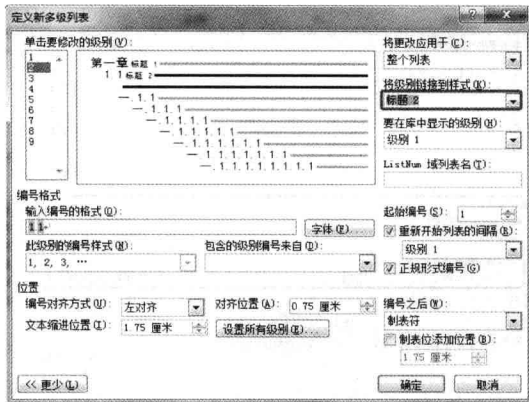 定义新多级列表
单击要修改的级别(V):
将更改应用于(C):
1
2
3
4
5
6
7
8
9
第一章 标题 1
1 1 标题 2
一.1.1
一.1.1.1
一.1.1.1.1
一.1.1.1.1.1
一.1.1.1.1.1.1
一.1.1.1.1.1.1.1
一.1.1.1.1.1.1.1.1
整个列表
将级别链接到样式(K):
标题 2
要在库中显示的级别(H):
级别 1
ListNum 域列表名(T):
编号格式
输入编号的格式(O):
1 1
字体(F)...
起始编号(S): 1
重新开始列表的间隔(R):
此级别的编号样式(N):
包含的级别编号来自(D):
级别 1
1, 2, 3, …
正规形式编号(G)
位置
编号对齐方式(U): 左对齐
对齐位置(A): 0 75 厘米
编号之后(W):
制表符
文本缩进位置(I): 1 75 厘米
设置所有级别(E)...
制表位添加位置(B):
1 75 厘米
<< 更少(L)
确定
取消